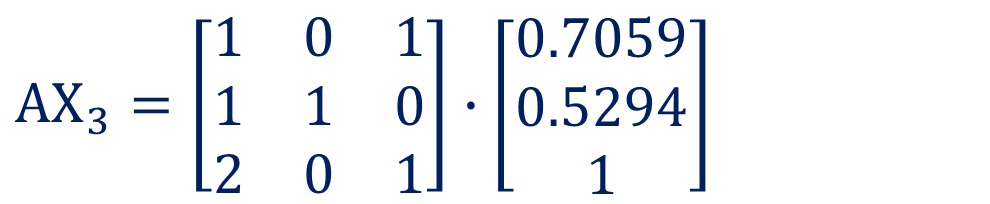 AX₃ = [1 0 1; 1 1 0; 2 0 1] · [0.7059; 0.5294; 1]